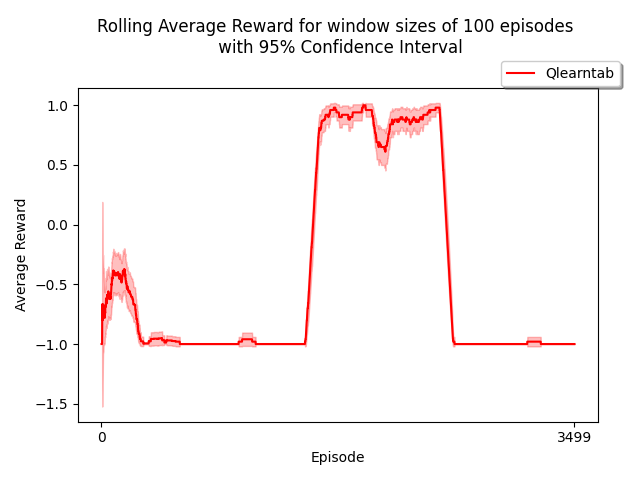 Rolling Average Reward for window sizes of 100 episodes
with 95% Confidence Interval
Qlearntab
1.0
0.5
0.0
−0.5
−1.0
−1.5
Average Reward
0
3499
Episode